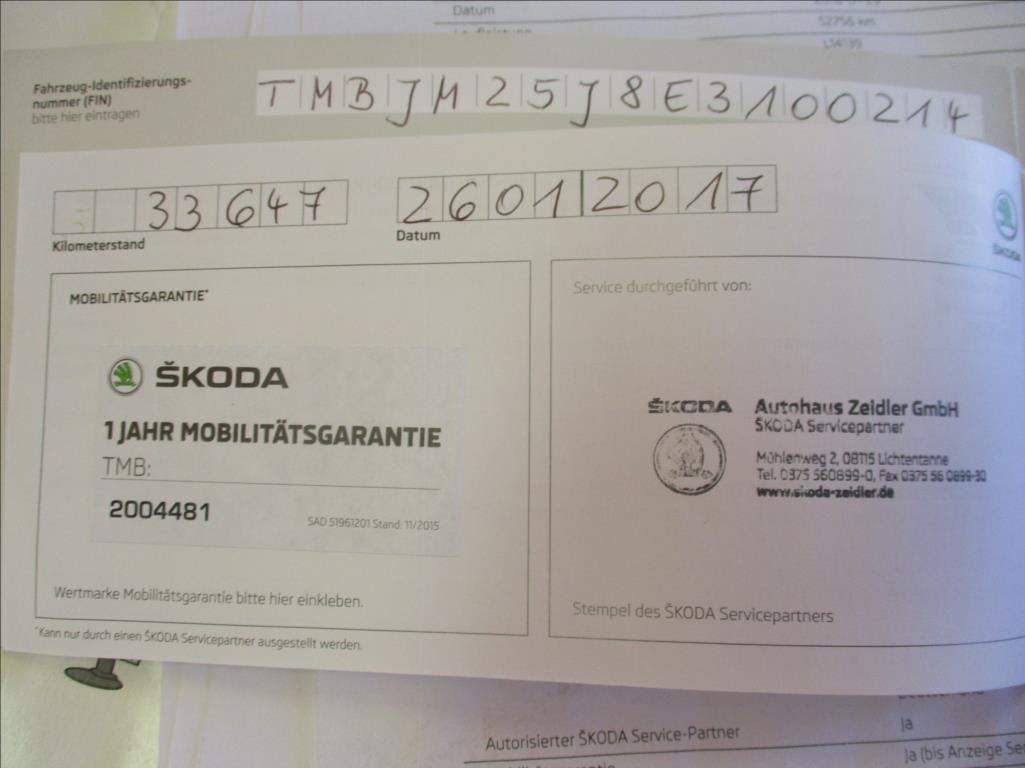 Datum
52756 km
Fahrzeug-Identifizierungs-
nummer (FIN)
bitte hier eintragen
TMBJM25J8E3100214
33647
26012017
Kilometerstand
Datum
ŠKODA
MOBILITÄTSGARANTIE*
ŠKODA
1 JAHR MOBILITÄTSGARANTIE
TMB:
2004481
SAD 51961201 Stand: 11/2015
Wertmarke Mobilitätsgarantie bitte hier einkleben.
*Kann nur durch einen ŠKODA Servicepartner ausgestellt werden.
Service durchgeführt von:
ŠKODA
Autohaus Zeidler GmbH
ŠKODA Servicepartner
Mühlenweg 2, 08115 Lichtentanne
Tel. 0375 560899-0, Fax 0375 56 0899-30
www.skoda-zeidler.de
Stempel des ŠKODA Servicepartners
Autorisierter ŠKODA Service-Partner
Ja
Ja (bis Anzeige